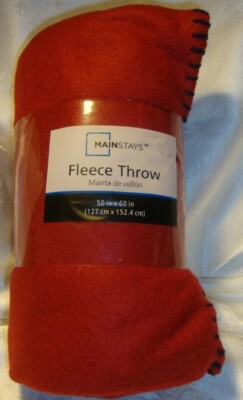 MAINSTAYS™
Fleece Throw
Manta de vellón
50 in x 60 in
(127 cm x 152.4 cm)